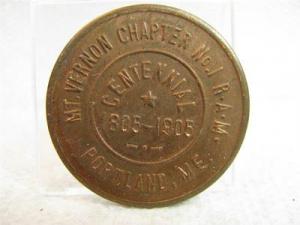 MT. VERNON CHAPTER No. 1 R.A.M.
PORTLAND, ME.
CENTENNIAL
1805-1905